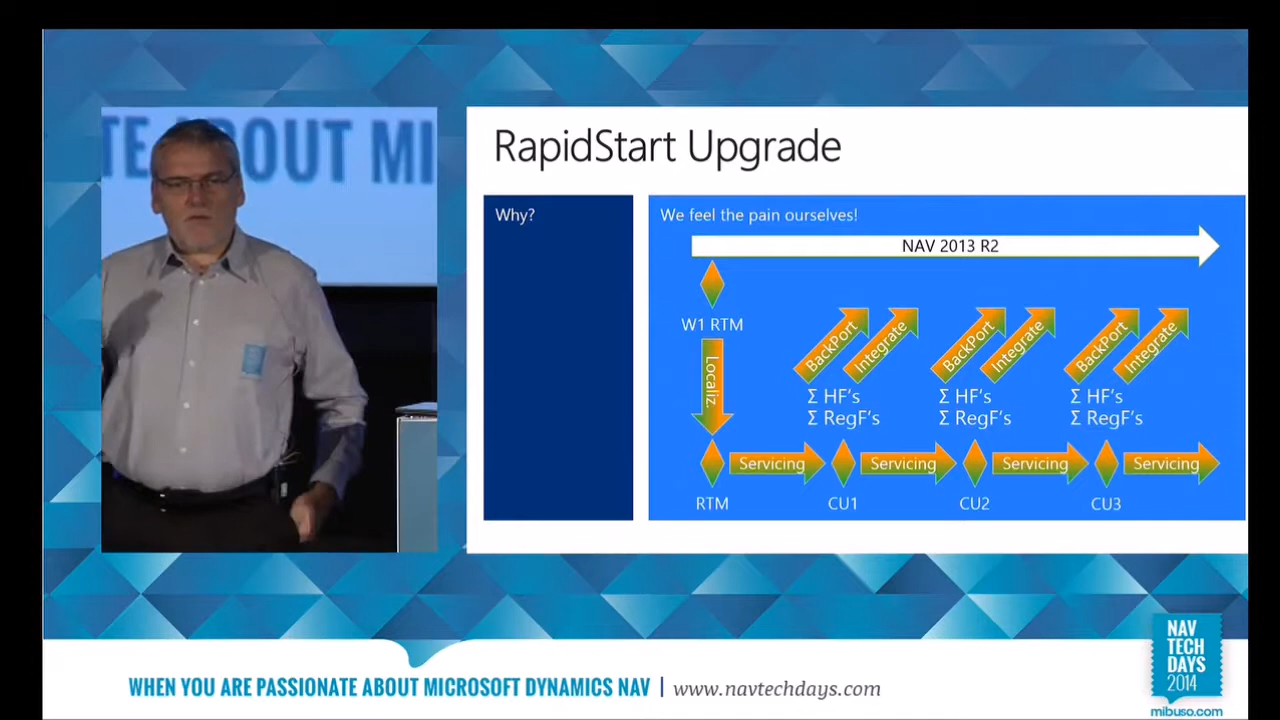 TE ABOUT MI
RapidStart Upgrade
Why?
We feel the pain ourselves!
NAV 2013 R2
W1 RTM
Localiz.
BackPort
Integrate
BackPort
Integrate
BackPort
Integrate
Σ HF's
Σ RegF's
Σ HF's
Σ RegF's
Σ HF's
Σ RegF's
Servicing
Servicing
Servicing
Servicing
RTM
CU1
CU2
CU3
WHEN YOU ARE PASSIONATE ABOUT MICROSOFT DYNAMICS NAV | www.navtechdays.com
NAV
TECH
DAYS
2014
mibuso.com